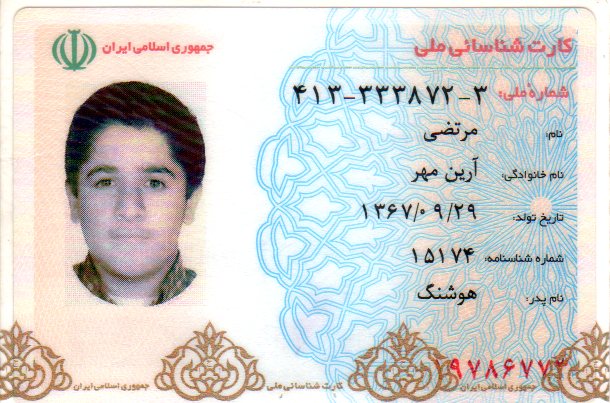 جمهوری اسلامی ایران
کارت شناسائی ملی
شماره ملی: ۴۱۳-۳۳۳۸۷۲-۳
نام: مرتضی
نام خانوادگی: آرین مهر
تاریخ تولد: ۱۳۶۷/۰۹/۲۹
شماره شناسنامه: ۱۵۱۷۴
نام پدر: هوشنگ
۱۹۷۸۶۷۷۳
جمهوری اسلامی ایران کارت شناسائی ملی جمهوری اسلامی ایران